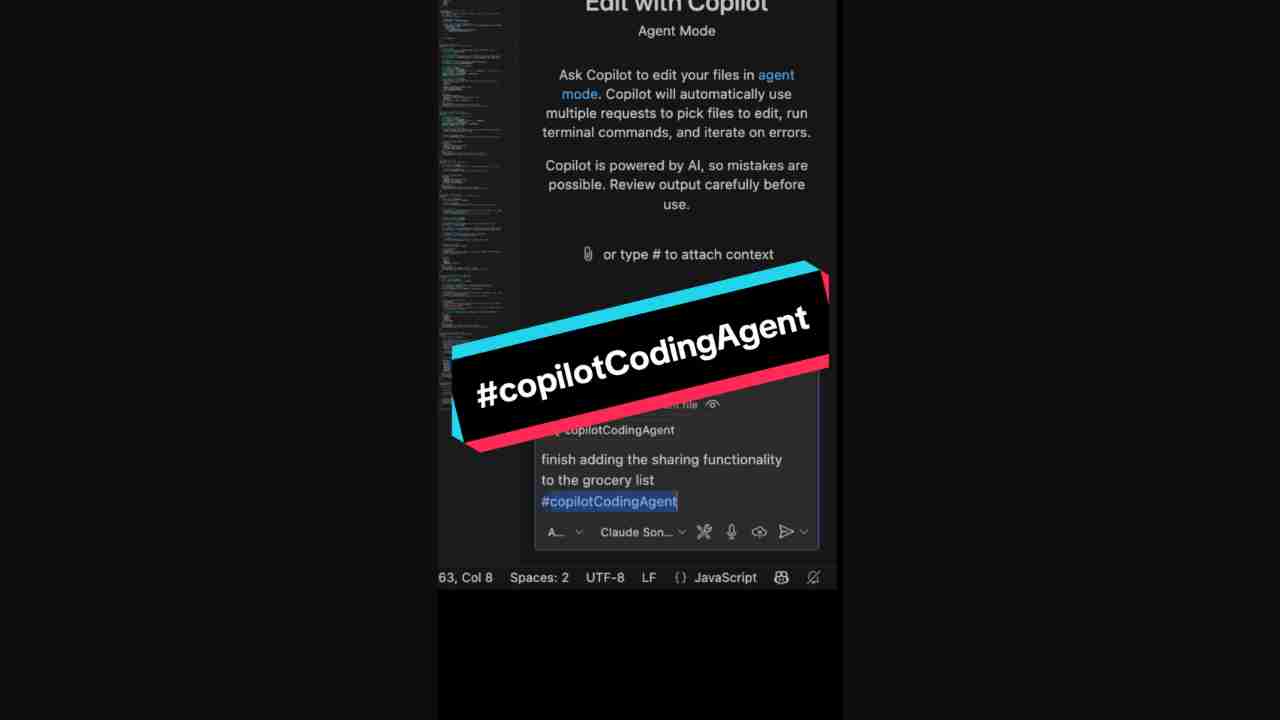 Edit with Copilot
Agent Mode
Ask Copilot to edit your files in agent
mode. Copilot will automatically use
multiple requests to pick files to edit, run
terminal commands, and iterate on errors.
Copilot is powered by AI, so mistakes are
possible. Review output carefully before
use.
or type # to attach context
#copilotCodingAgent
file
copilotCodingAgent
finish adding the sharing functionality
to the grocery list
#copilotCodingAgent
A... Claude Son...
63, Col 8 Spaces: 2 UTF-8 LF {} JavaScript